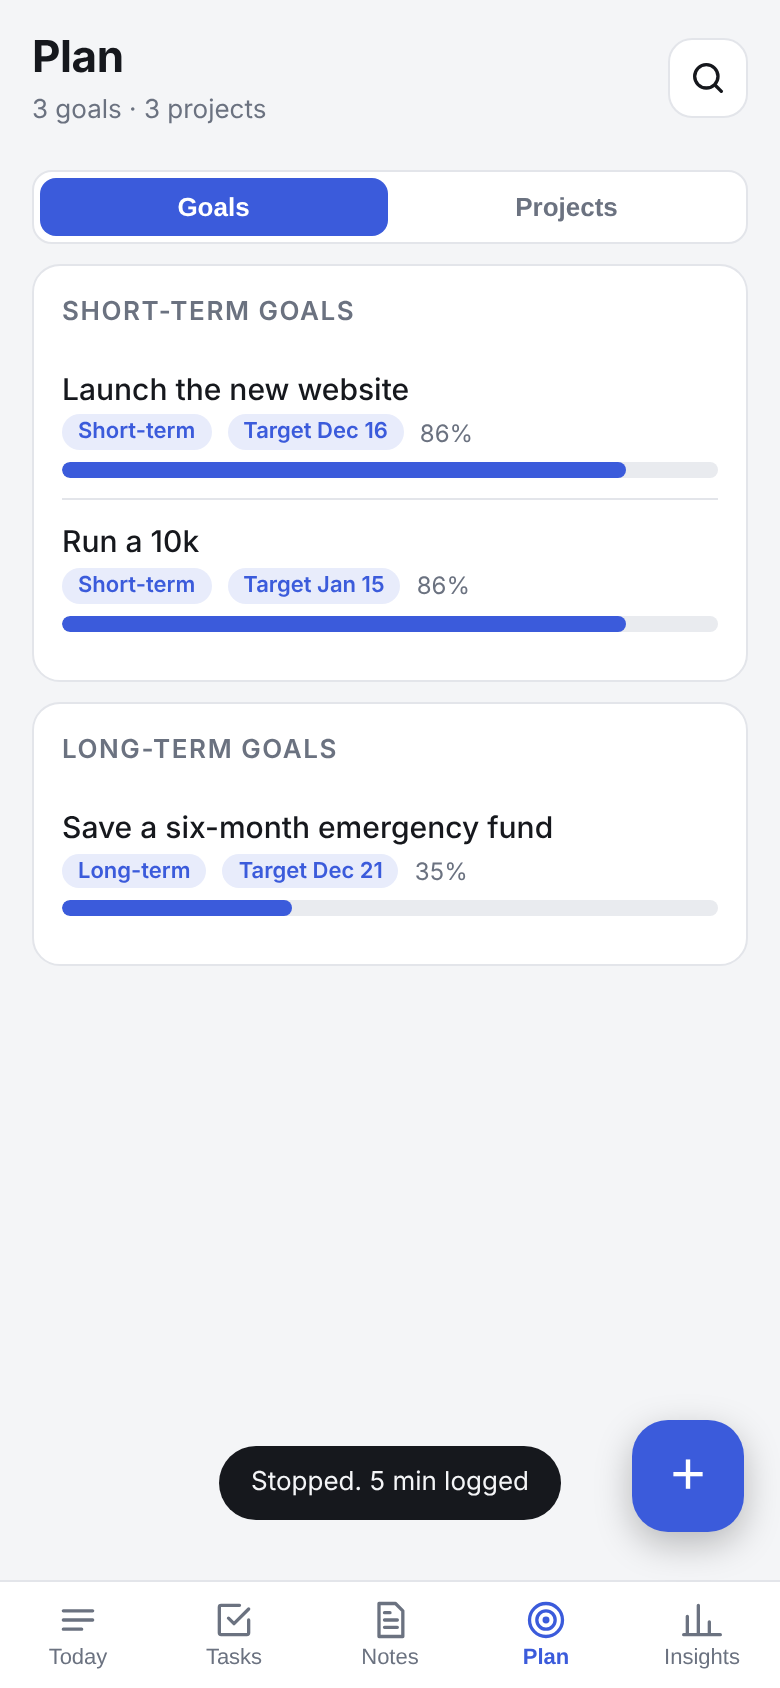 Plan
3 goals · 3 projects
Goals Projects
SHORT-TERM GOALS
Launch the new website
Short-term Target Dec 16 86%
Run a 10k
Short-term Target Jan 15 86%
LONG-TERM GOALS
Save a six-month emergency fund
Long-term Target Dec 21 35%
Stopped. 5 min logged
Today Tasks Notes Plan Insights